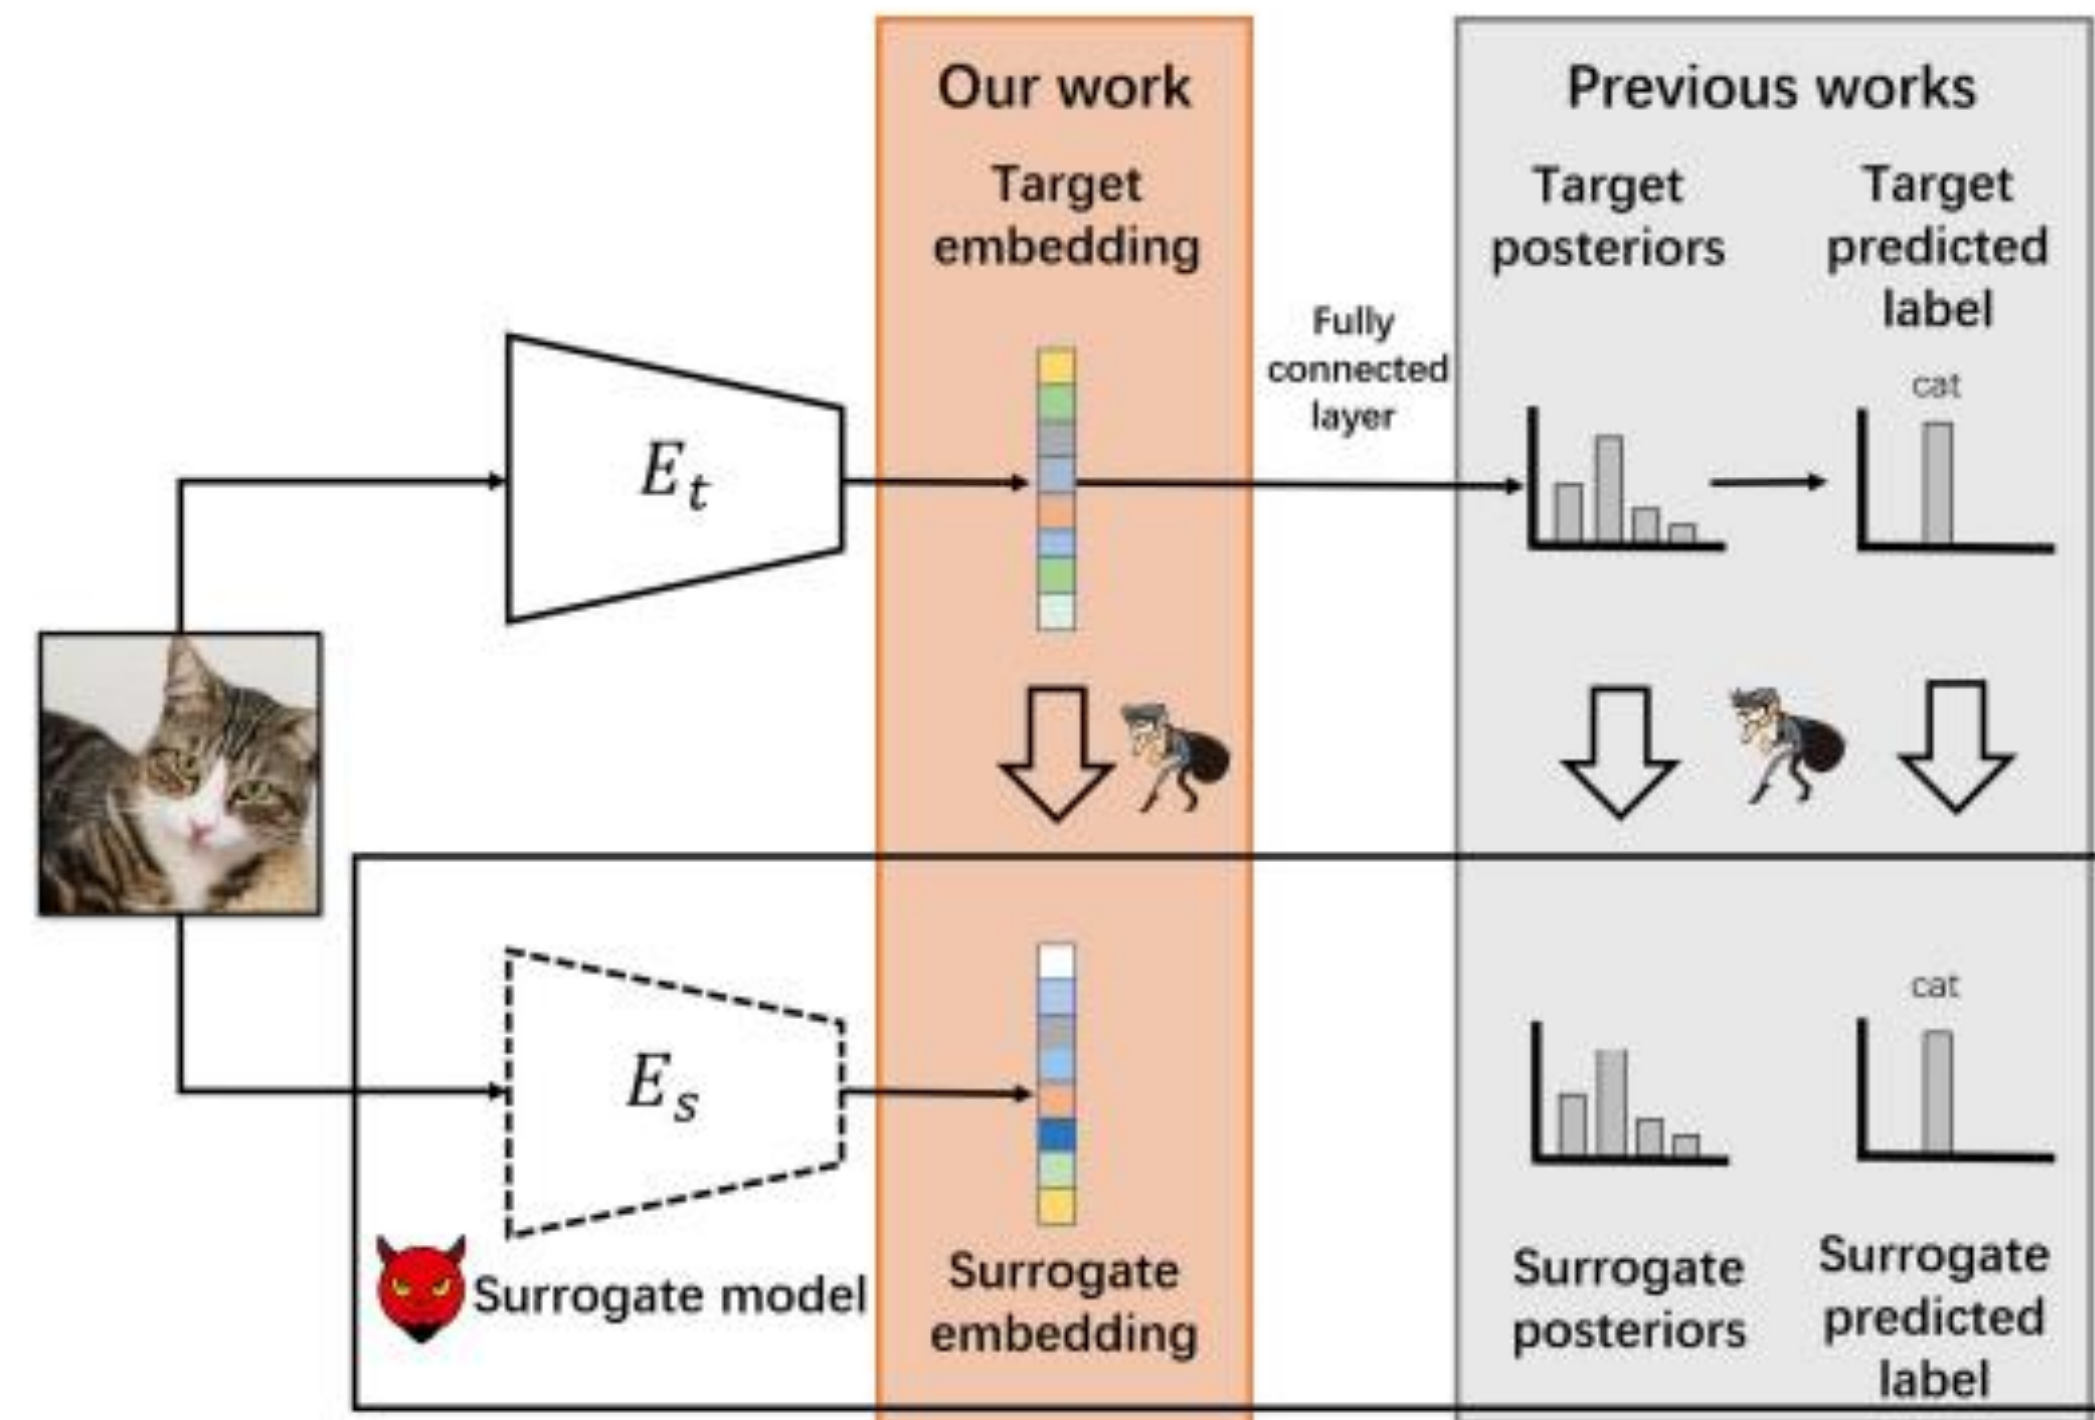 Our work
Target
embedding
Previous works
Target
posteriors
Target
predicted
label
Fully
connected
layer
cat
E_t
E_s
Surrogate model
Surrogate
embedding
cat
Surrogate
posteriors
Surrogate
predicted
label